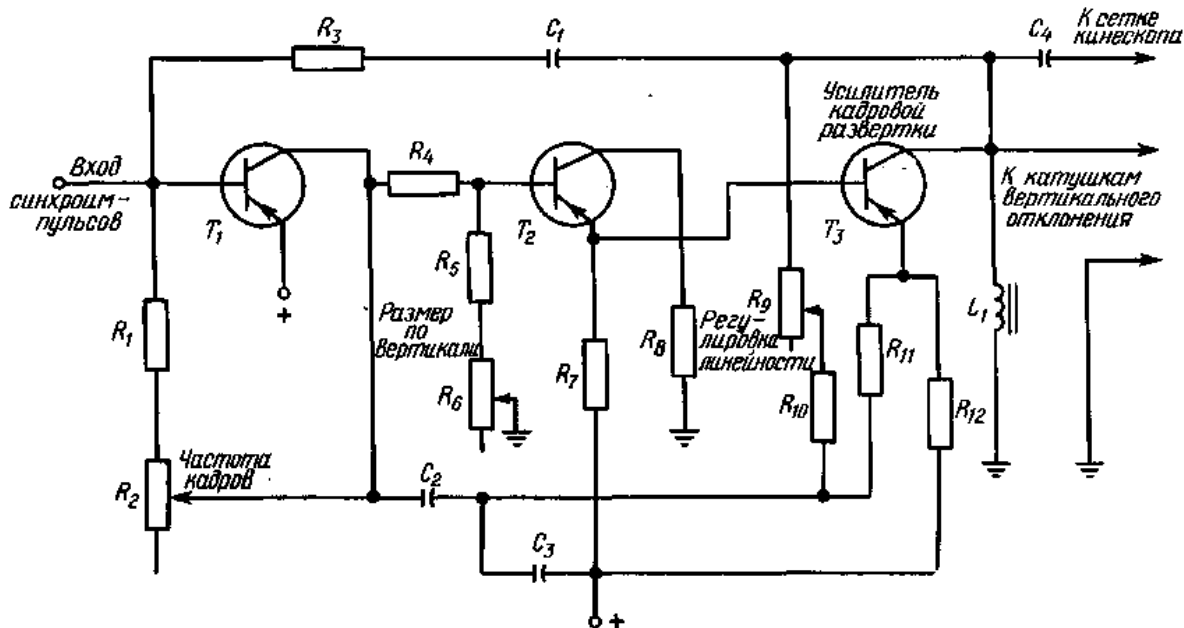 R3
C1
C4
К сетке
кинескопа
Усилитель
кадровой
развертки
Вход
синхроим-
пульсов
T1
R4
T2
T3
К катушкам
вертикального
отклонения
+
R5
R1
Размер
по
вертикали
R6
R7
R8
Регу-
лировка
линейности
R9
R10
R11
R12
L1
Частота
кадров
R2
C2
C3
+